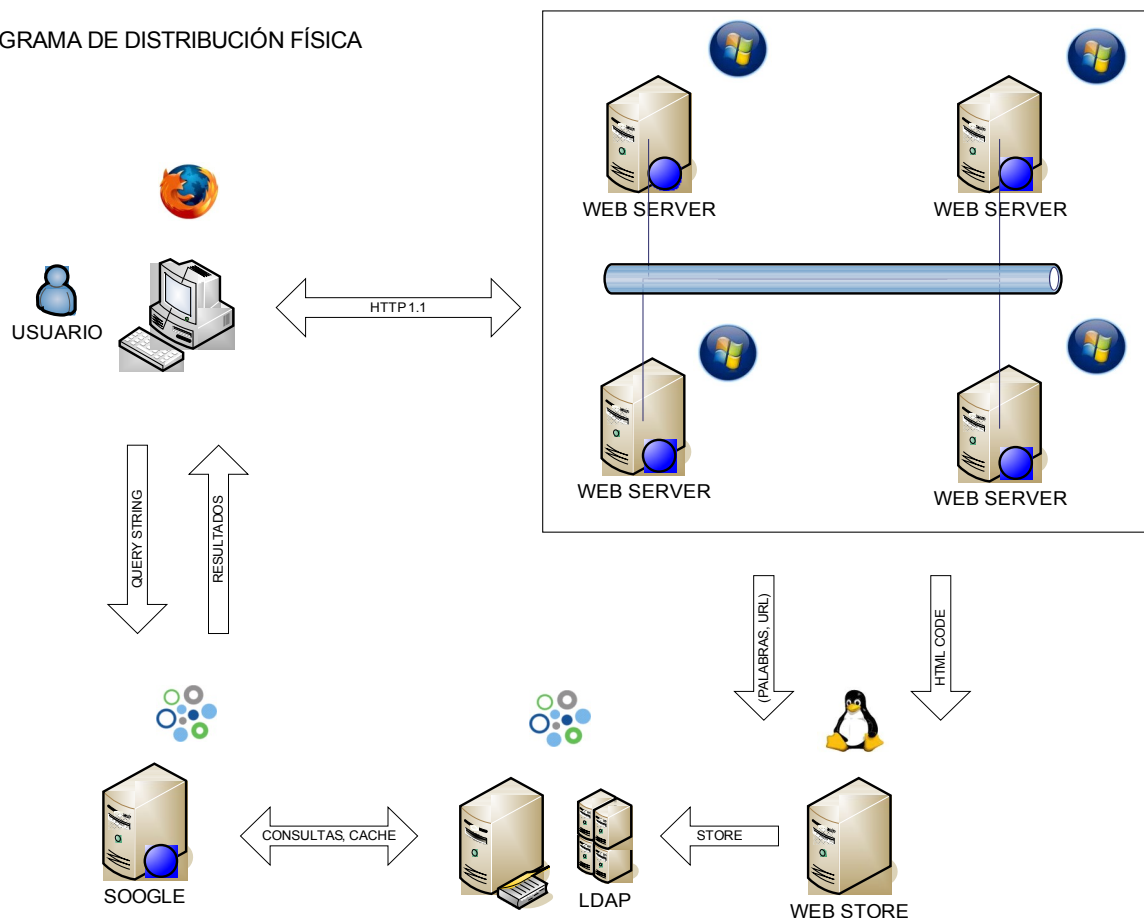 GRAMA DE DISTRIBUCIÓN FÍSICA
WEB SERVER
WEB SERVER
USUARIO
HTTP 1.1
WEB SERVER
WEB SERVER
QUERY STRING
RESULTADOS
(PALABRAS, URL)
HTML CODE
SOOGLE
CONSULTAS, CACHE
LDAP
STORE
WEB STORE